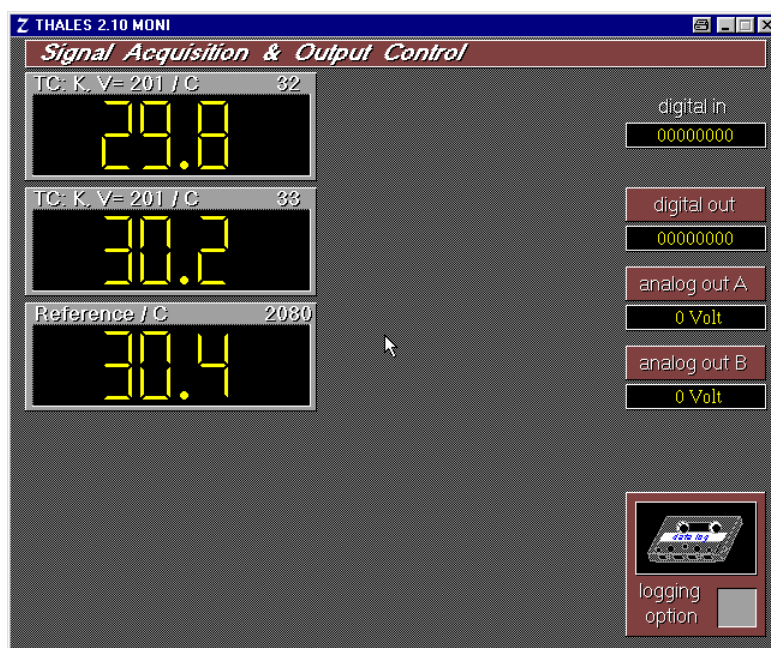 Z THALES 2.10 MONI
Signal Acquisition & Output Control
TC: K, V= 201 / C 32
29.8
TC: K, V= 201 / C 33
30.2
Reference / C 2080
30.4
digital in
00000000
digital out
00000000
analog out A
0 Volt
analog out B
0 Volt
data log
logging
option